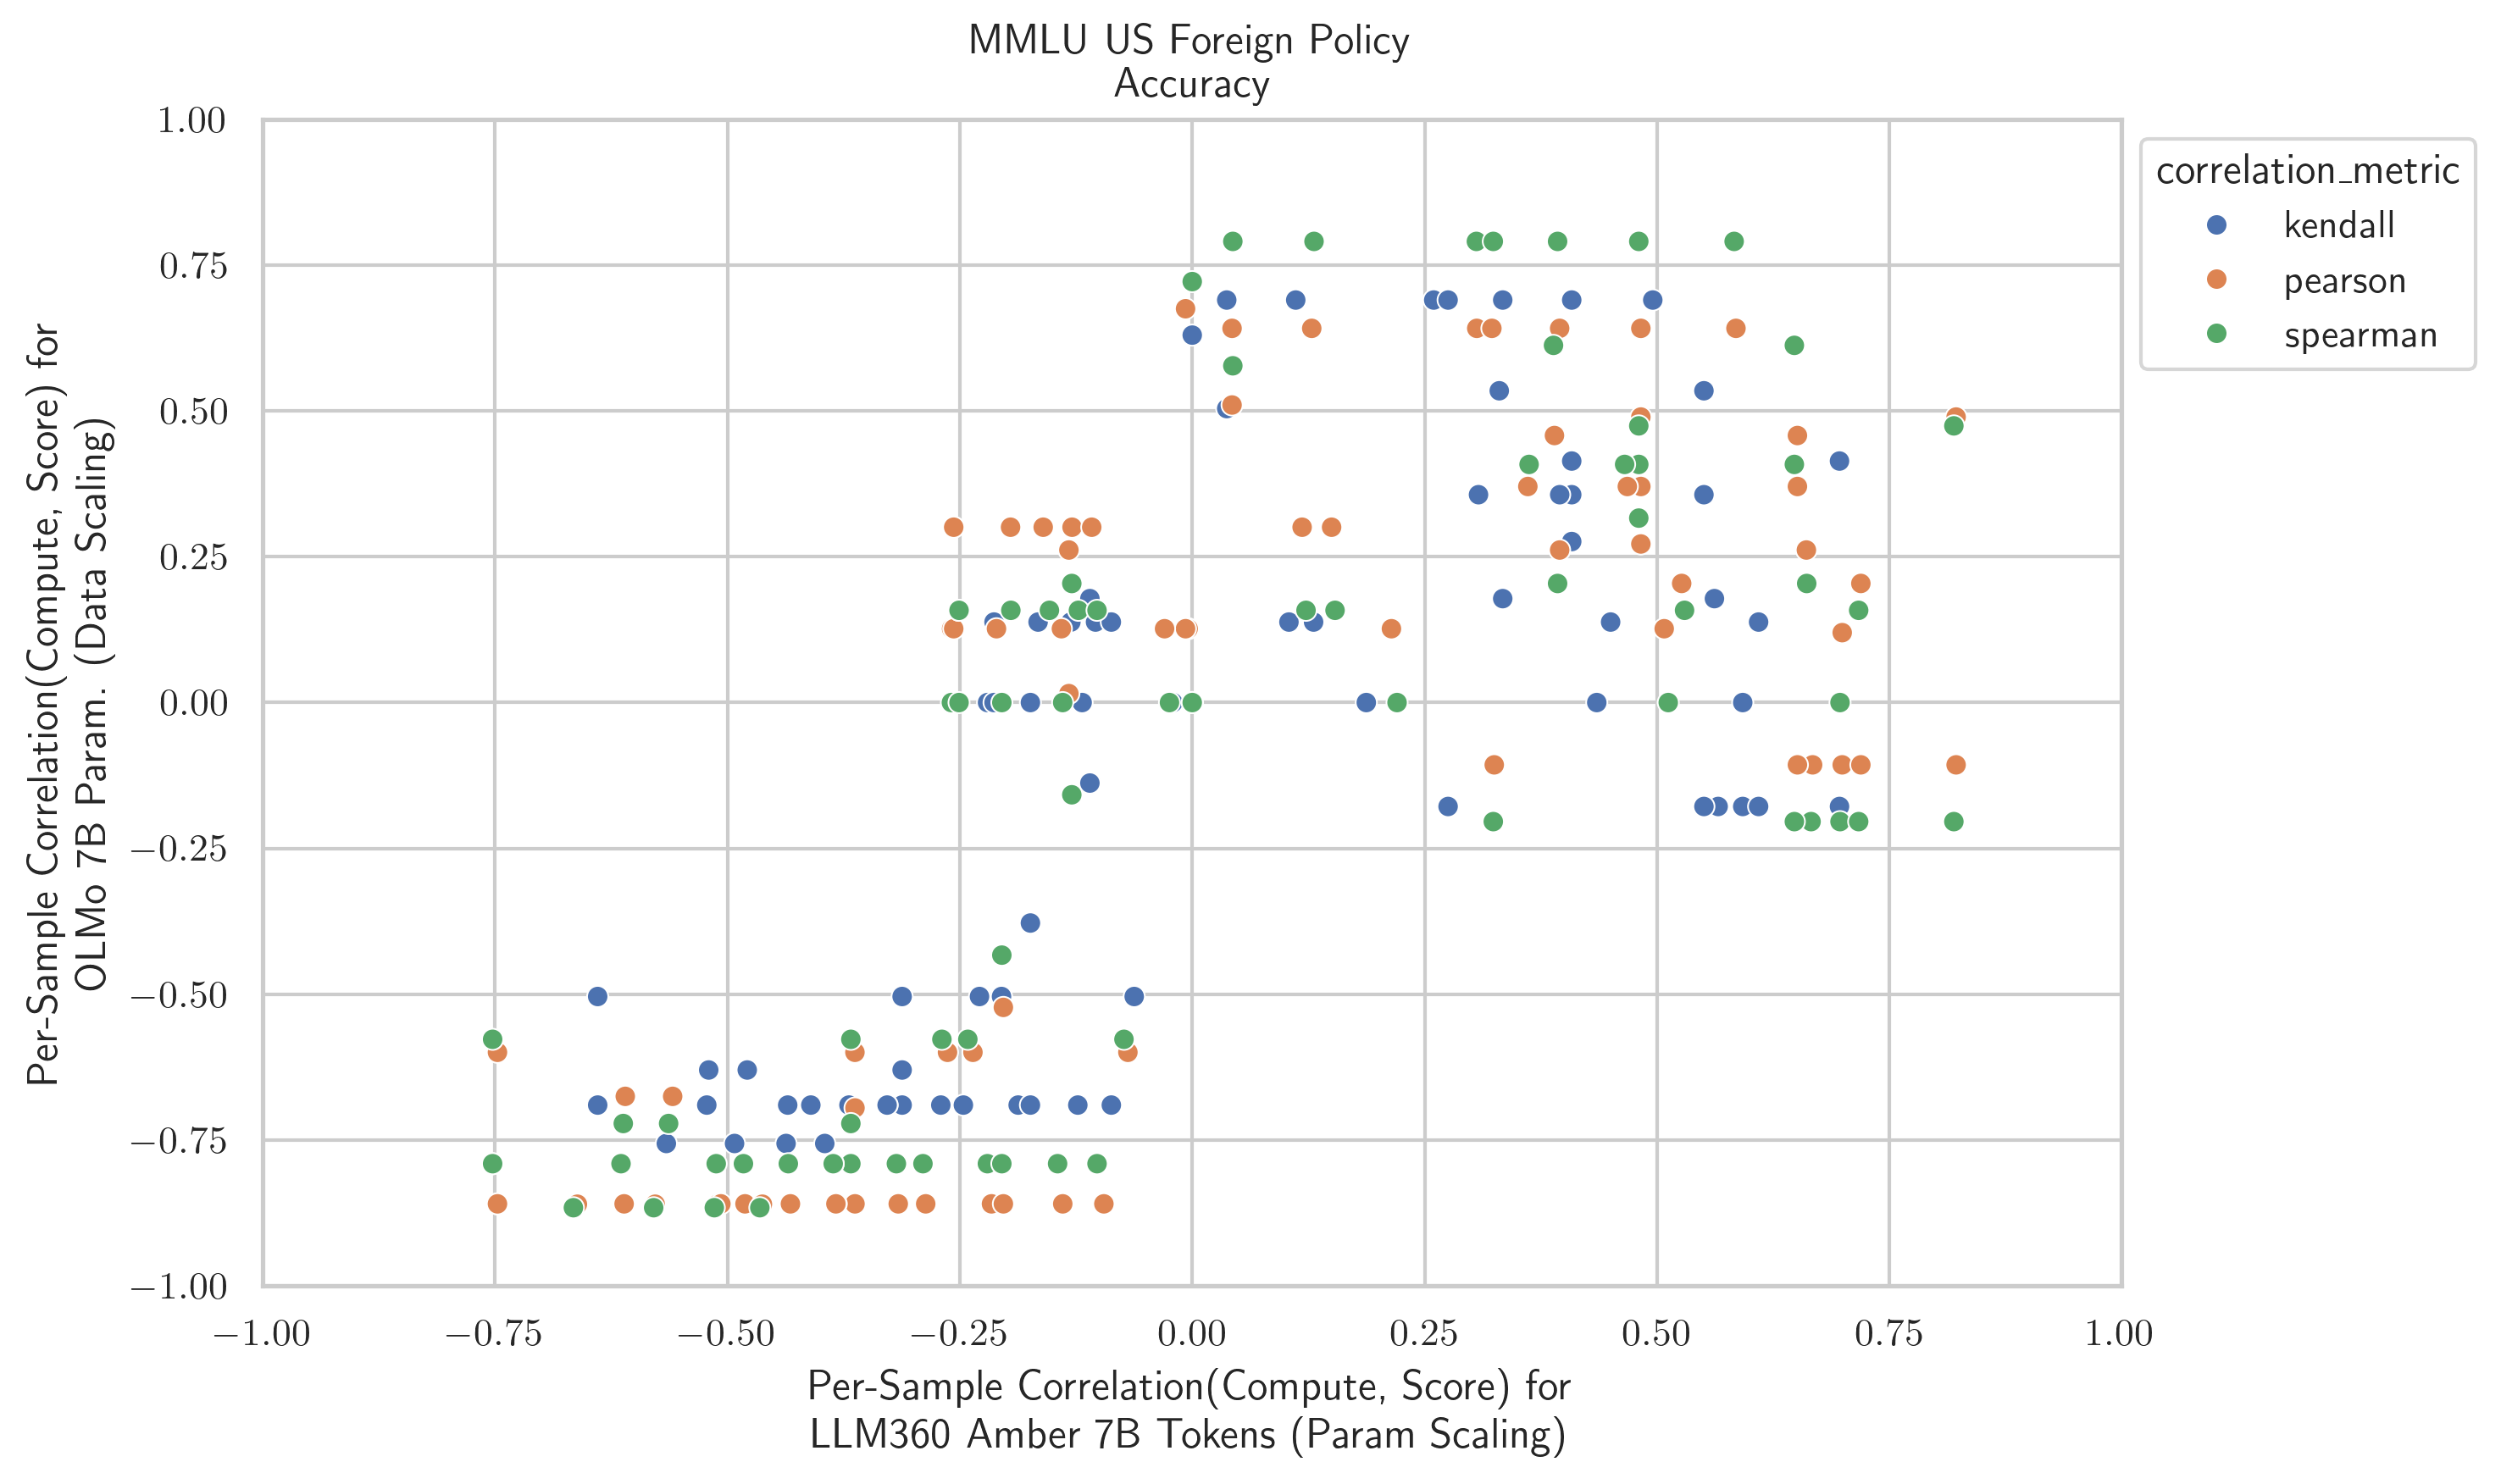 MMLU US Foreign Policy
Accuracy
Per-Sample Correlation(Compute, Score) for
OLMo 7B Param. (Data Scaling)
1.00
0.75
0.50
0.25
0.00
−0.25
−0.50
−0.75
−1.00
−1.00 −0.75 −0.50 −0.25 0.00 0.25 0.50 0.75 1.00
Per-Sample Correlation(Compute, Score) for
LLM360 Amber 7B Tokens (Param Scaling)
correlation_metric
kendall
pearson
spearman